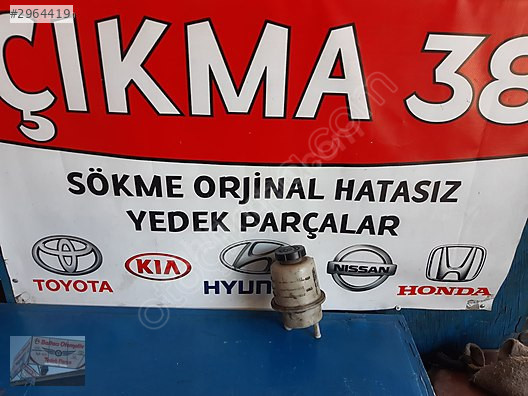 #2964419
ÇIKMA 38
SÖKME ORJİNAL HATASIZ
YEDEK PARÇALAR
TOYOTA
KIA
HYUN
NISSAN
HONDA